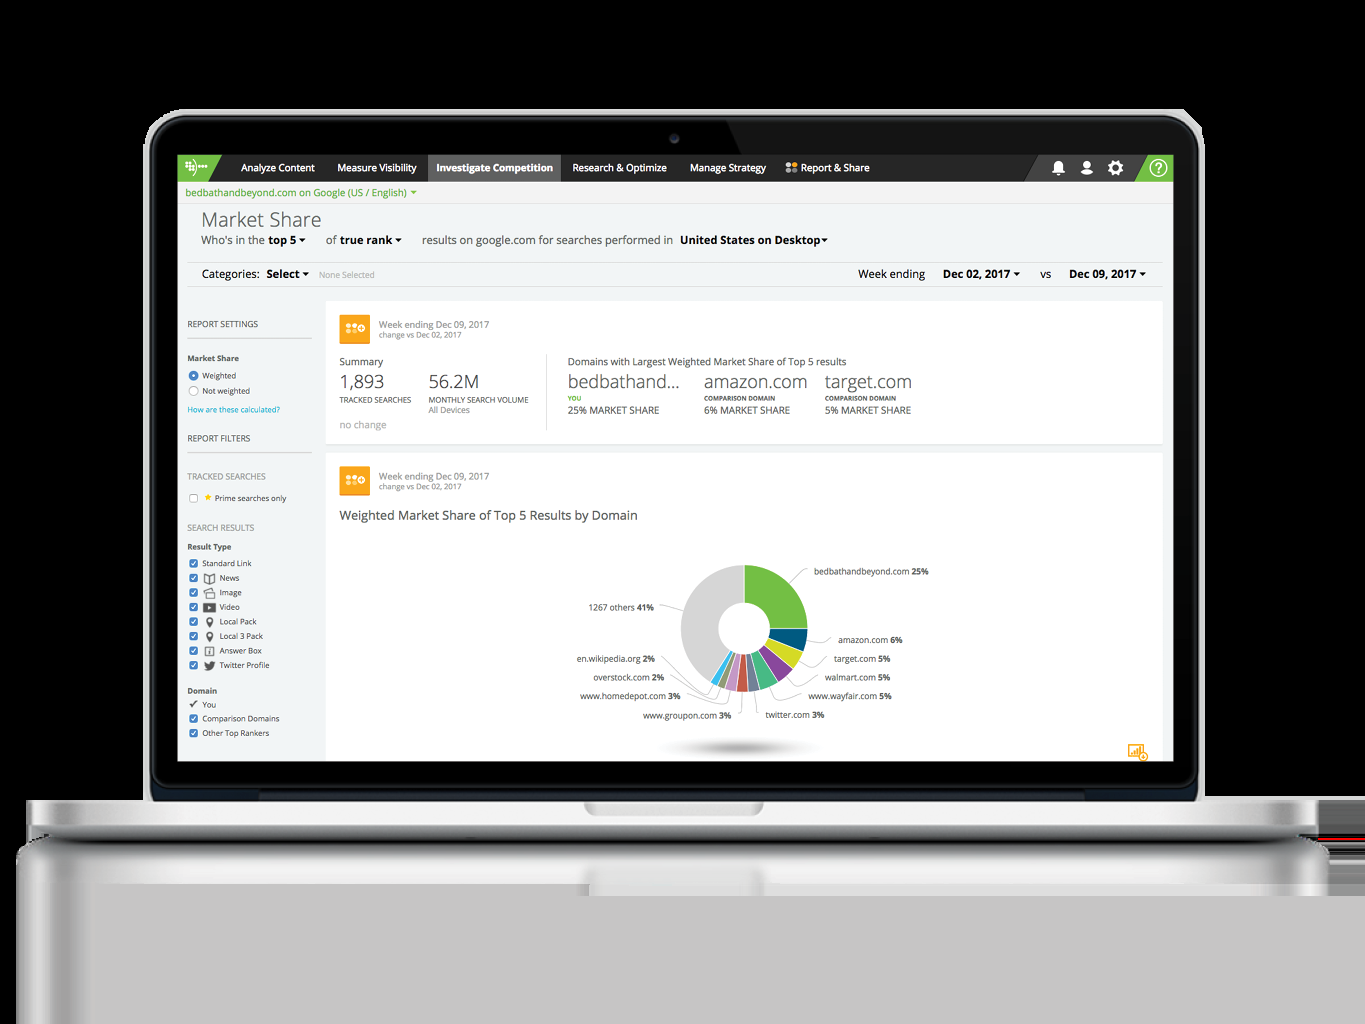 Analyze Content Measure Visibility Investigate Competition Research & Optimize Manage Strategy Report & Share ?
bedbathandbeyond.com on Google (US / English)
Market Share
Who's in the top 5 of true rank results on google.com for searches performed in United States on Desktop
Categories: Select None Selected Week ending Dec 02, 2017 vs Dec 09, 2017
REPORT SETTINGS
Market Share
Weighted
Not weighted
How are these calculated?
REPORT FILTERS
TRACKED SEARCHES
Prime searches only
SEARCH RESULTS
Result Type
Standard Link
News
Image
Video
Local Pack
Local 3 Pack
Answer Box
Twitter Profile
Domain
You
Comparison Domains
Other Top Rankers
Week ending Dec 09, 2017
change vs Dec 02, 2017
Summary
1,893
TRACKED SEARCHES
no change
56.2M
MONTHLY SEARCH VOLUME
All Devices
Domains with Largest Weighted Market Share of Top 5 results
bedbathand...
YOU
25% MARKET SHARE
amazon.com
COMPARISON DOMAIN
6% MARKET SHARE
target.com
COMPARISON DOMAIN
5% MARKET SHARE
Week ending Dec 09, 2017
change vs Dec 02, 2017
Weighted Market Share of Top 5 Results by Domain
bedbathandbeyond.com 25%
amazon.com 6%
target.com 5%
walmart.com 5%
www.wayfair.com 5%
twitter.com 3%
www.groupon.com 3%
www.homedepot.com 3%
overstock.com 2%
en.wikipedia.org 2%
1267 others 41%